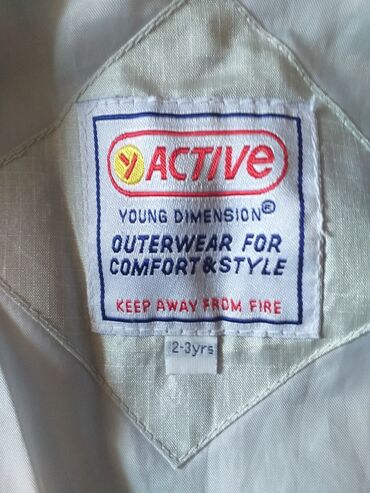 y ACTIVe
YOUNG DIMENSION®
OUTERWEAR FOR
COMFORT & STYLE
KEEP AWAY FROM FIRE
2-3yrs